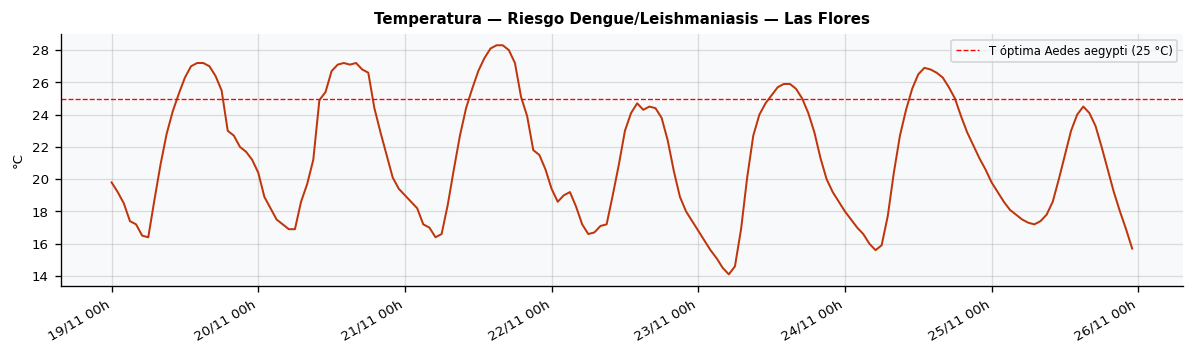 Temperatura — Riesgo Dengue/Leishmaniasis — Las Flores
T óptima Aedes aegypti (25 °C)
°C
28
26
24
22
20
18
16
14
19/11 00h
20/11 00h
21/11 00h
22/11 00h
23/11 00h
24/11 00h
25/11 00h
26/11 00h